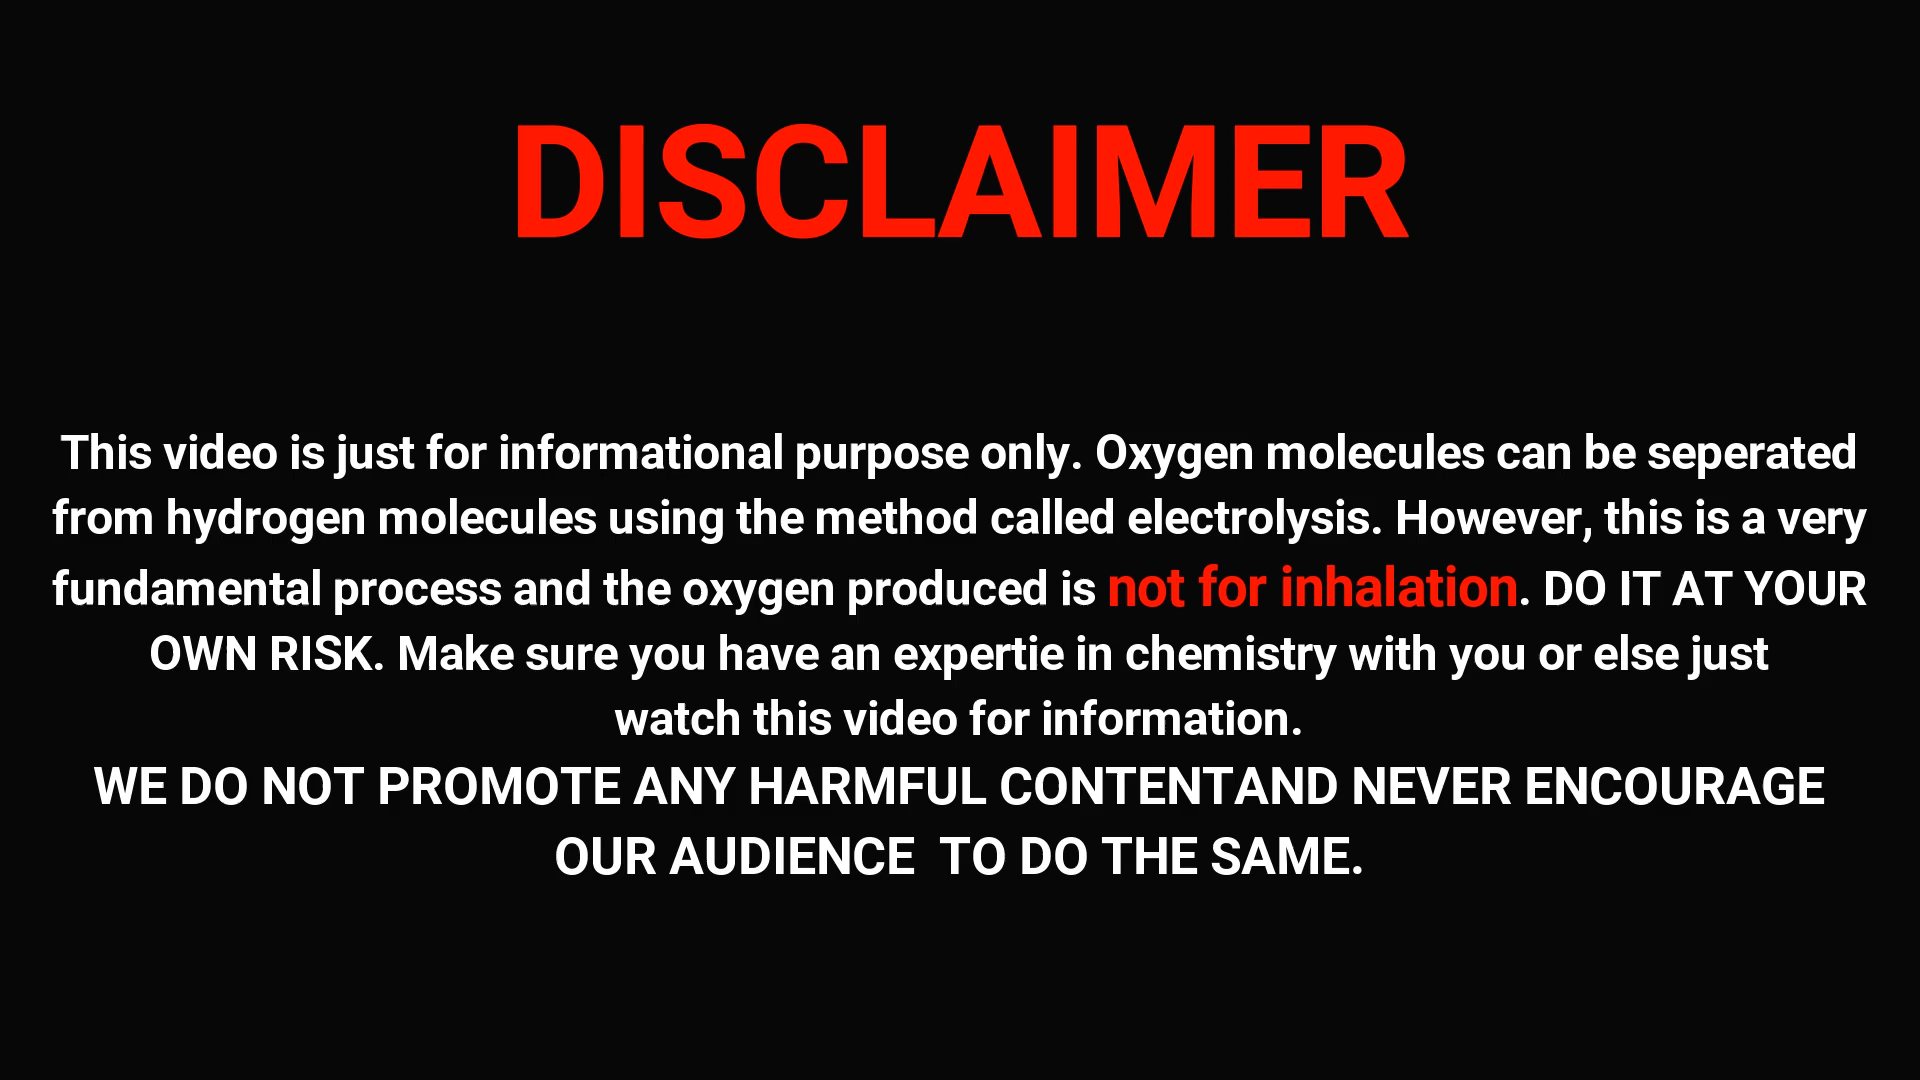 DISCLAIMER
This video is just for informational purpose only. Oxygen molecules can be seperated
from hydrogen molecules using the method called electrolysis. However, this is a very
fundamental process and the oxygen produced is not for inhalation. DO IT AT YOUR
OWN RISK. Make sure you have an expertie in chemistry with you or else just
watch this video for information.
WE DO NOT PROMOTE ANY HARMFUL CONTENTAND NEVER ENCOURAGE
OUR AUDIENCE  TO DO THE SAME.